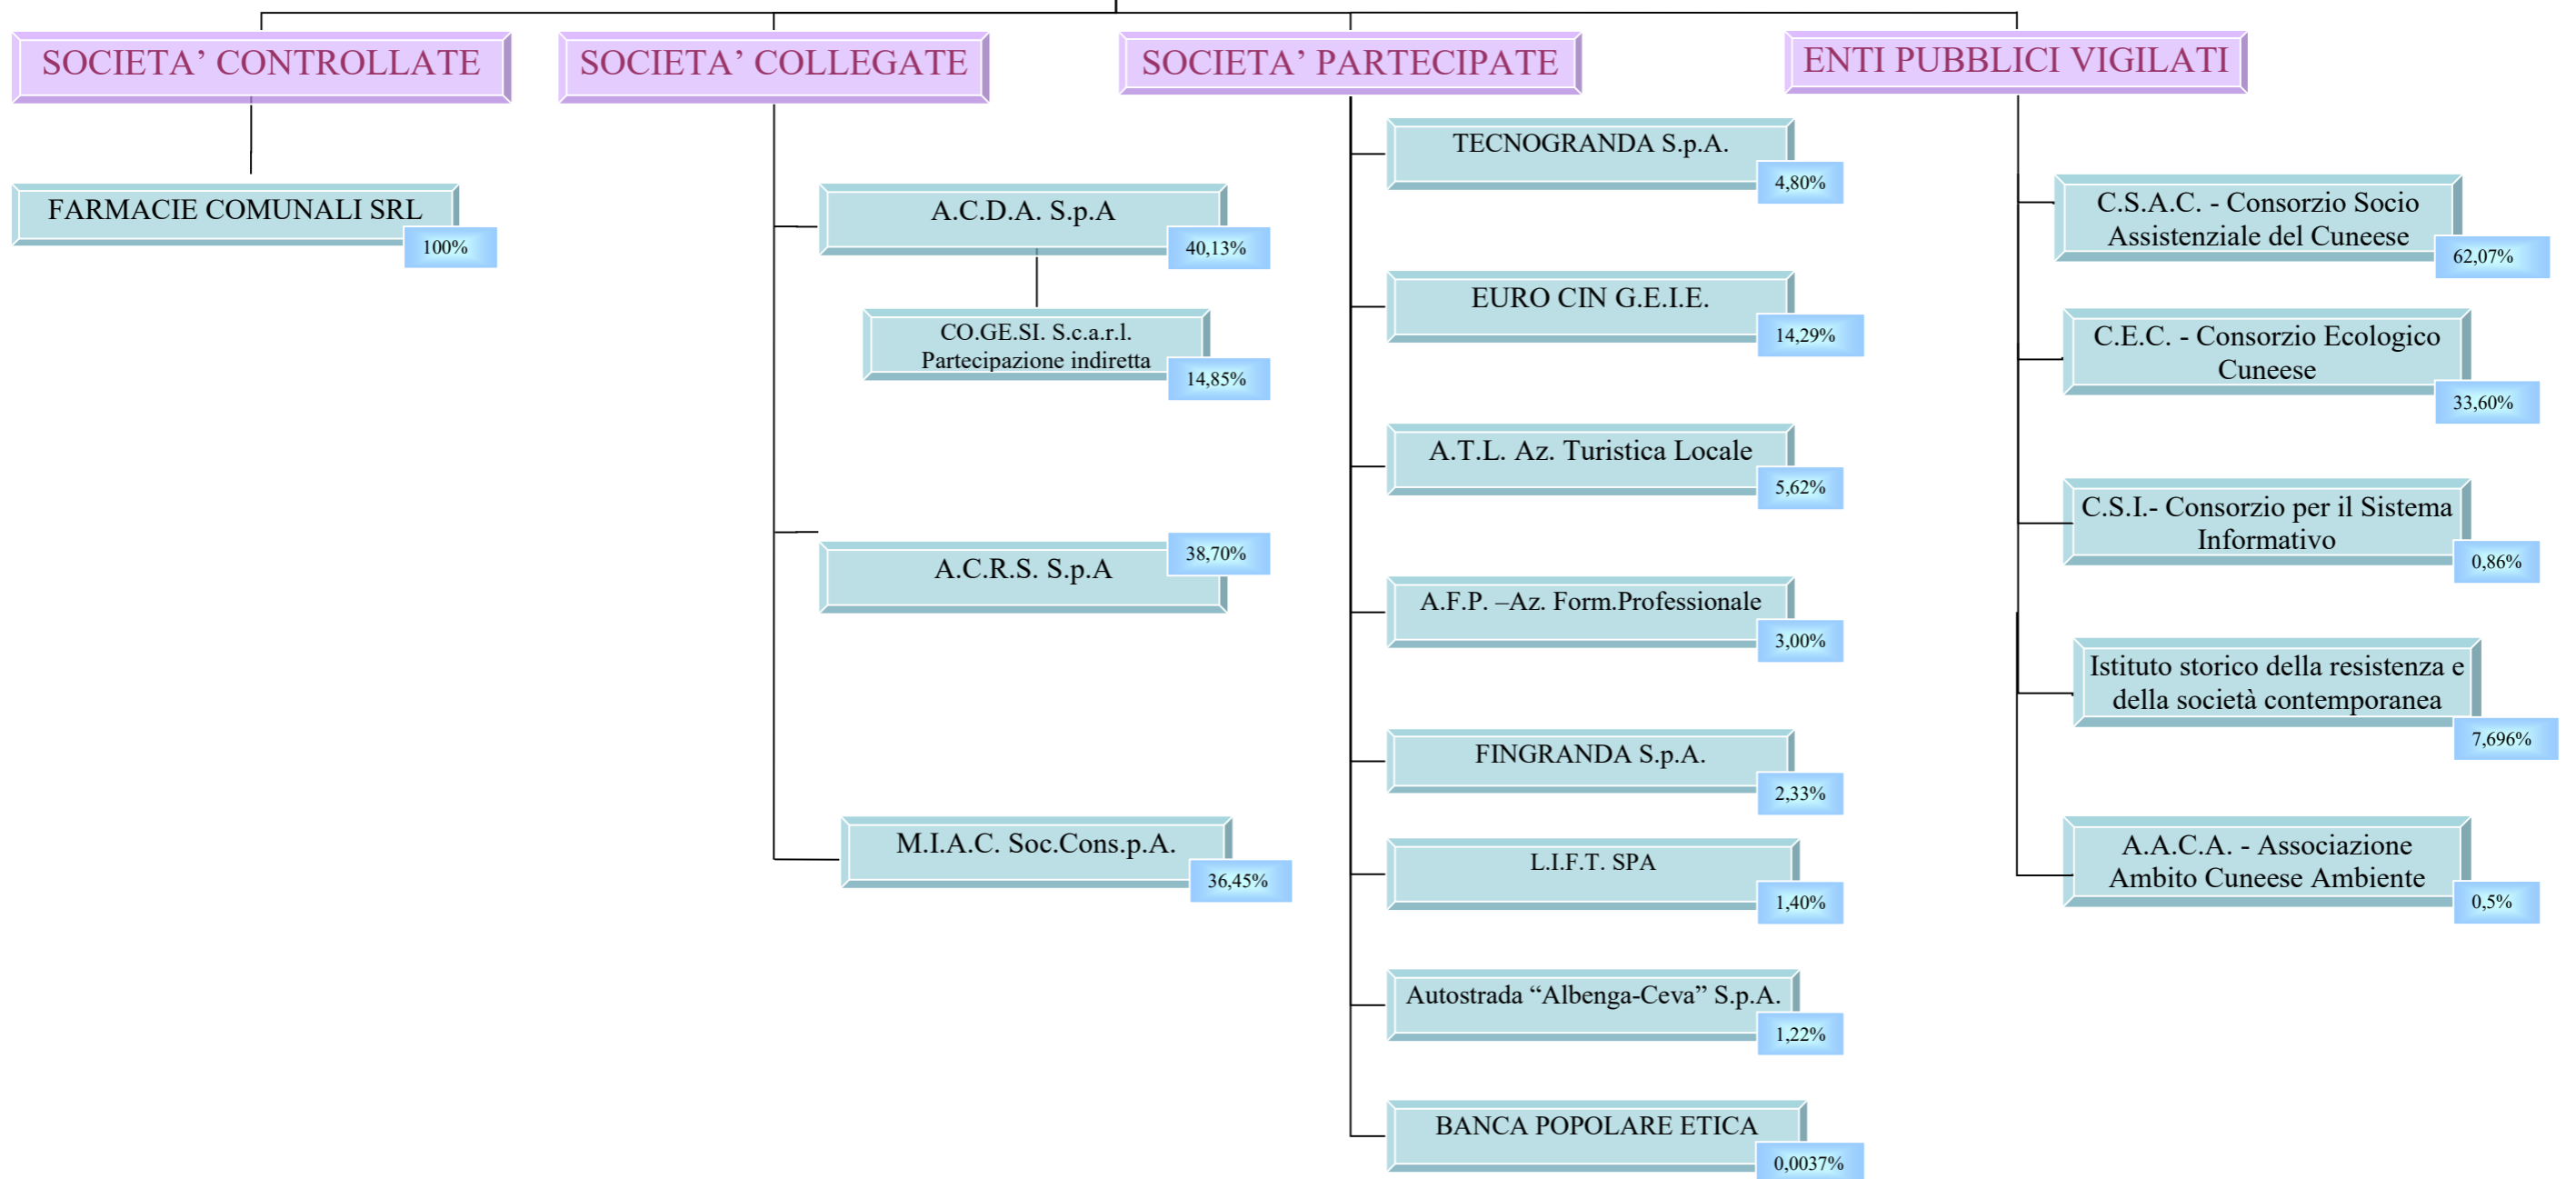 SOCIETA’ CONTROLLATE
FARMACIE COMUNALI SRL
100%
SOCIETA’ COLLEGATE
A.C.D.A. S.p.A
40,13%
CO.GE.SI. S.c.a.r.l.
Partecipazione indiretta
14,85%
38,70%
A.C.R.S. S.p.A
M.I.A.C. Soc.Cons.p.A.
36,45%
SOCIETA’ PARTECIPATE
TECNOGRANDA S.p.A.
4,80%
EURO CIN G.E.I.E.
14,29%
A.T.L. Az. Turistica Locale
5,62%
A.F.P. –Az. Form.Professionale
3,00%
FINGRANDA S.p.A.
2,33%
L.I.F.T. SPA
1,40%
Autostrada “Albenga-Ceva” S.p.A.
1,22%
BANCA POPOLARE ETICA
0,0037%
ENTI PUBBLICI VIGILATI
C.S.A.C. - Consorzio Socio
Assistenziale del Cuneese
62,07%
C.E.C. - Consorzio Ecologico
Cuneese
33,60%
C.S.I.- Consorzio per il Sistema
Informativo
0,86%
Istituto storico della resistenza e
della società contemporanea
7,696%
A.A.C.A. - Associazione
Ambito Cuneese Ambiente
0,5%